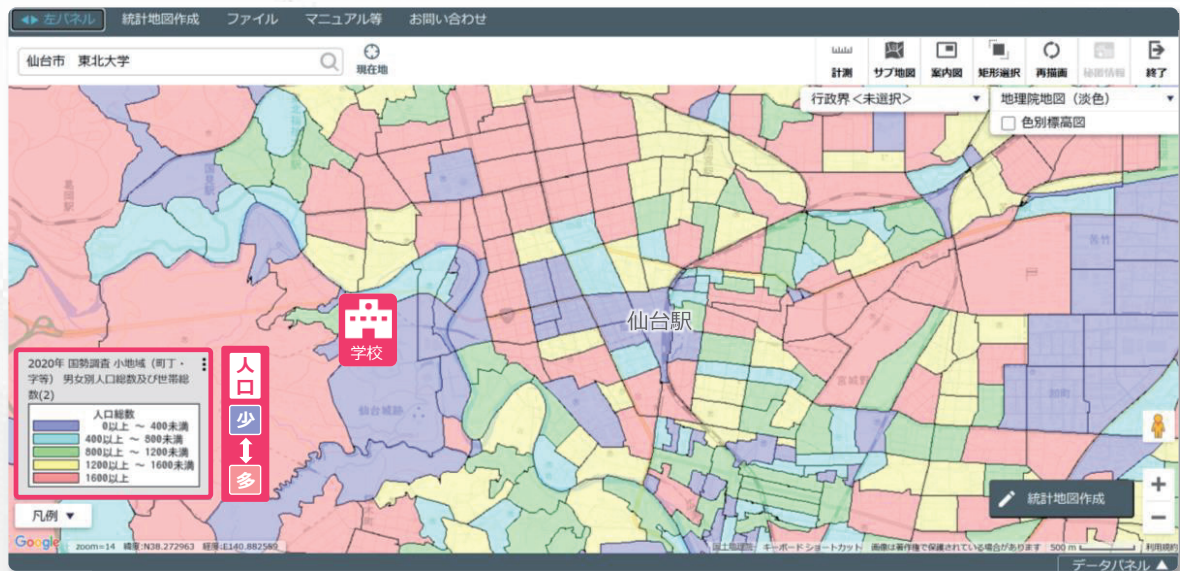 左パネル 統計地図作成 ファイル マニュアル等 お問い合わせ
仙台市 東北大学
現在地
計測 サブ地図 案内図 矩形選択 再描画 秘匿情報 終了
行政界<未選択>
地理院地図(淡色)
色別標高図
国見駅
苦竹
仙台駅
学校
宮城野
卸町
仙台城跡
2020年 国勢調査 小地域(町丁・
字等) 男女別人口総数及び世帯総
数(2)
人口総数
0以上 ~ 400未満
400以上 ~ 800未満
800以上 ~ 1200未満
1200以上 ~ 1600未満
1600以上
人口
少
多
凡例
統計地図作成
Google
zoom=14 緯度:N38.272963 経度:E140.882569
国土地理院 キーボード ショートカット 画像は著作権で保護されている場合があります 500 m 利用規約
データパネル